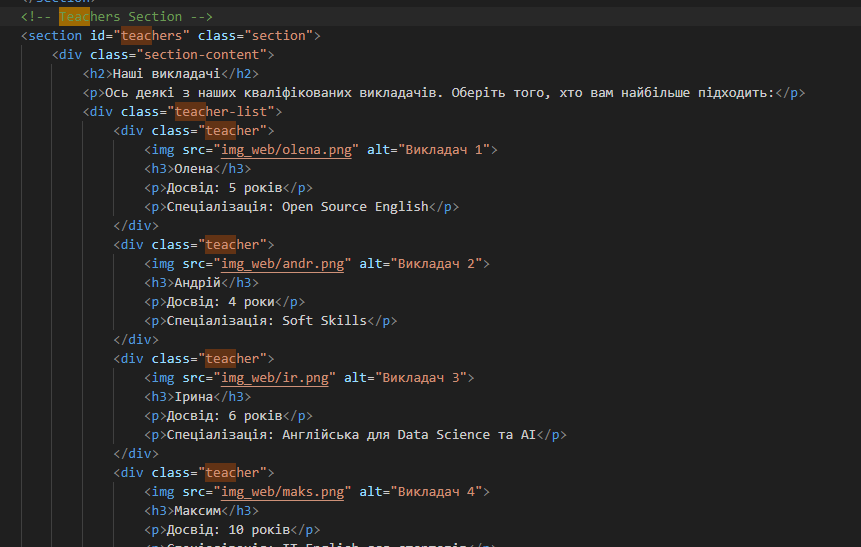 </section>
<!-- Teachers Section -->
<section id="teachers" class="section">
<div class="section-content">
<h2>Наші викладачі</h2>
<p>Ось деякі з наших кваліфікованих викладачів. Оберіть того, хто вам найбільше підходить:</p>
<div class="teacher-list">
<div class="teacher">
<img src="img_web/olena.png" alt="Викладач 1">
<h3>Олена</h3>
<p>Досвід: 5 років</p>
<p>Спеціалізація: Open Source English</p>
</div>
<div class="teacher">
<img src="img_web/andr.png" alt="Викладач 2">
<h3>Андрій</h3>
<p>Досвід: 4 роки</p>
<p>Спеціалізація: Soft Skills</p>
</div>
<div class="teacher">
<img src="img_web/ir.png" alt="Викладач 3">
<h3>Ірина</h3>
<p>Досвід: 6 років</p>
<p>Спеціалізація: Англійська для Data Science та AI</p>
</div>
<div class="teacher">
<img src="img_web/maks.png" alt="Викладач 4">
<h3>Максим</h3>
<p>Досвід: 10 років</p>
<p>Спеціалізація: IT English для стартапів</p>